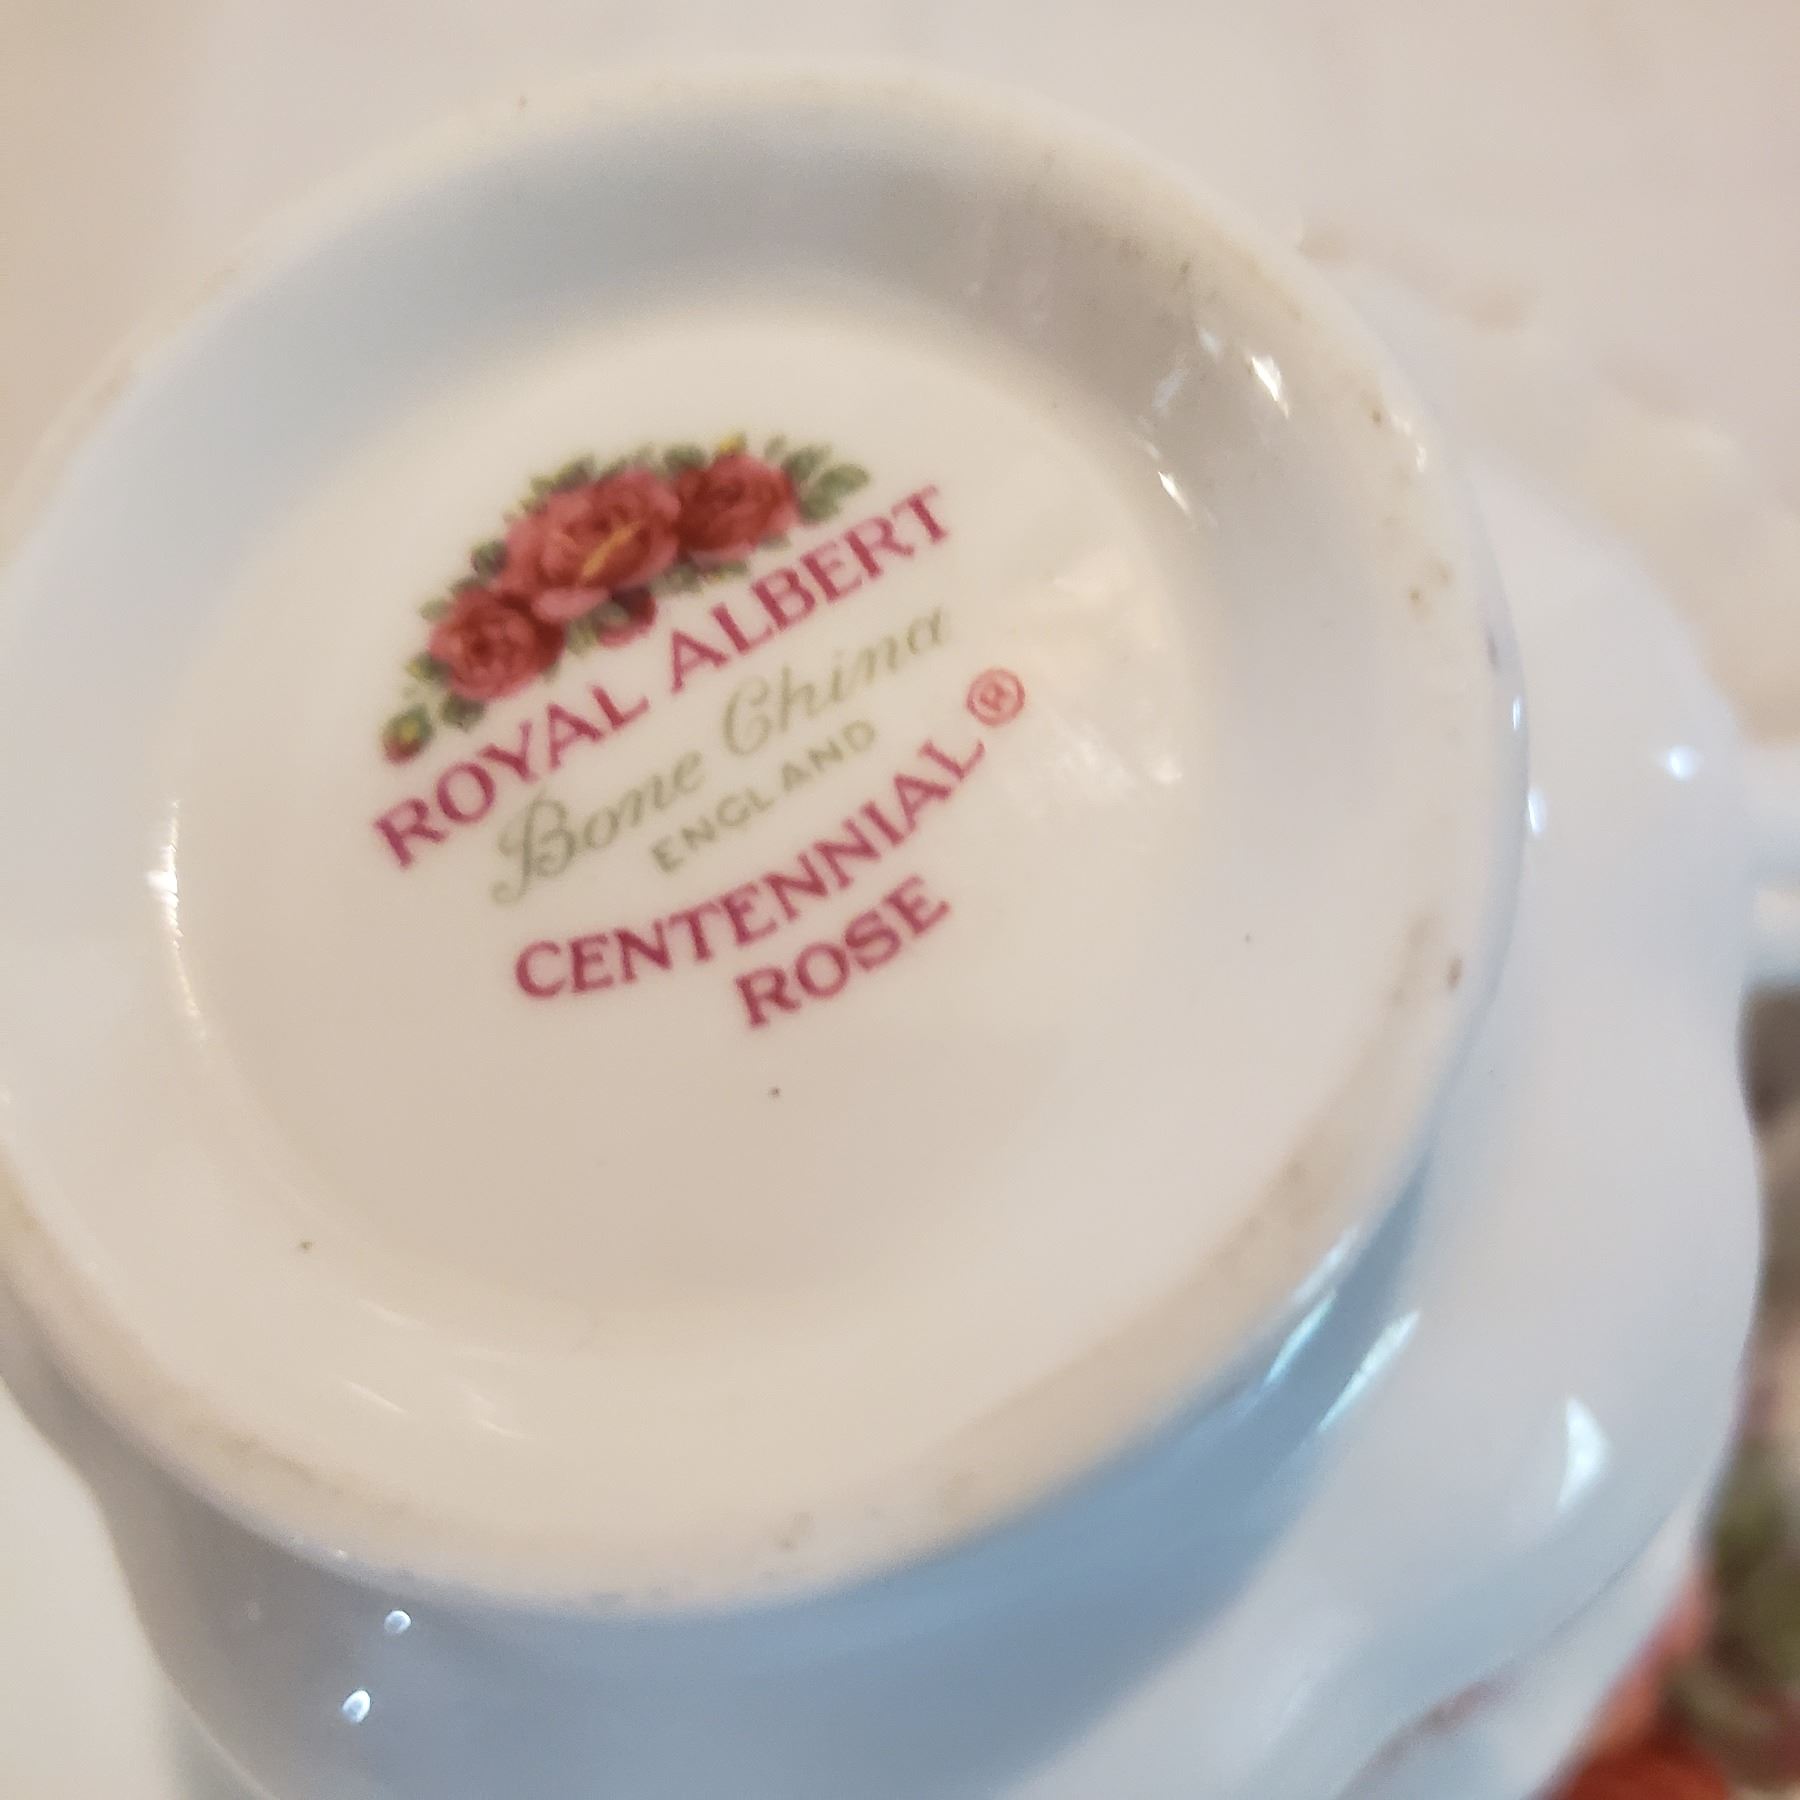 ROYAL ALBERT
Bone China
ENGLAND
CENTENNIAL ®
ROSE